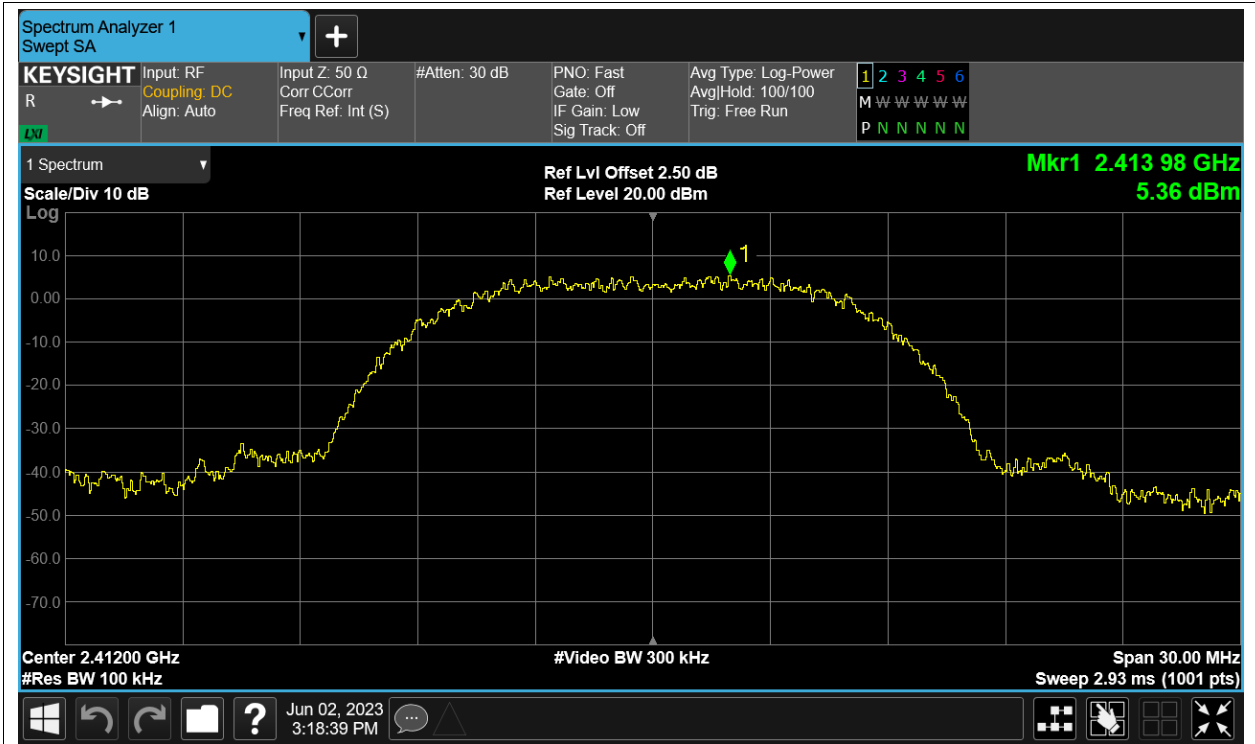 Spectrum Analyzer 1
Swept SA
KEYSIGHT
R
LXI
Input: RF
Coupling: DC
Align: Auto
Input Z: 50 Ω
Corr CCorr
Freq Ref: Int (S)
#Atten: 30 dB
PNO: Fast
Gate: Off
IF Gain: Low
Sig Track: Off
Avg Type: Log-Power
Avg|Hold: 100/100
Trig: Free Run
1 2 3 4 5 6
M W W W W W
P N N N N N
1 Spectrum
Scale/Div 10 dB
Log
Ref Lvl Offset 2.50 dB
Ref Level 20.00 dBm
Mkr1 2.413 98 GHz
5.36 dBm
1
10.0
0.00
-10.0
-20.0
-30.0
-40.0
-50.0
-60.0
-70.0
Center 2.41200 GHz
#Res BW 100 kHz
#Video BW 300 kHz
Span 30.00 MHz
Sweep 2.93 ms (1001 pts)
?
Jun 02, 2023
3:18:39 PM